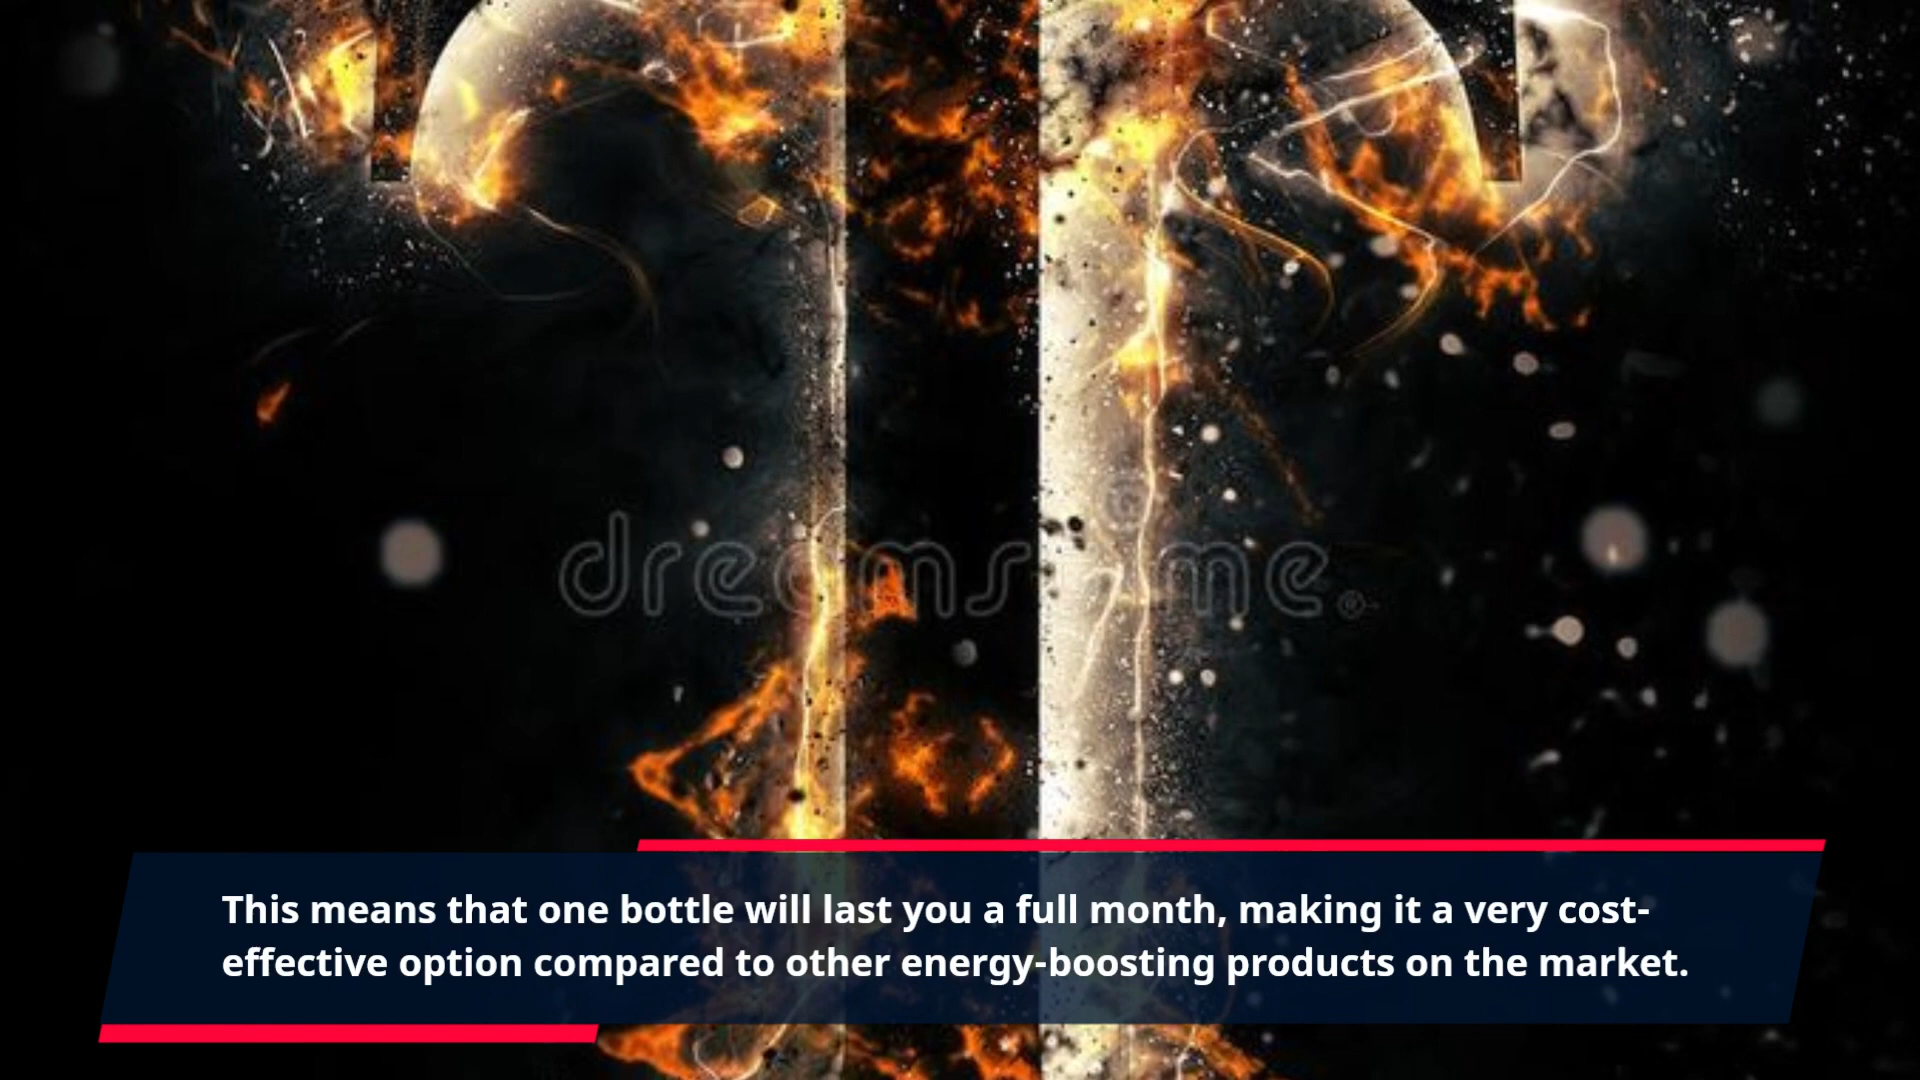 dreamstime®
This means that one bottle will last you a full month, making it a very cost-
effective option compared to other energy-boosting products on the market.